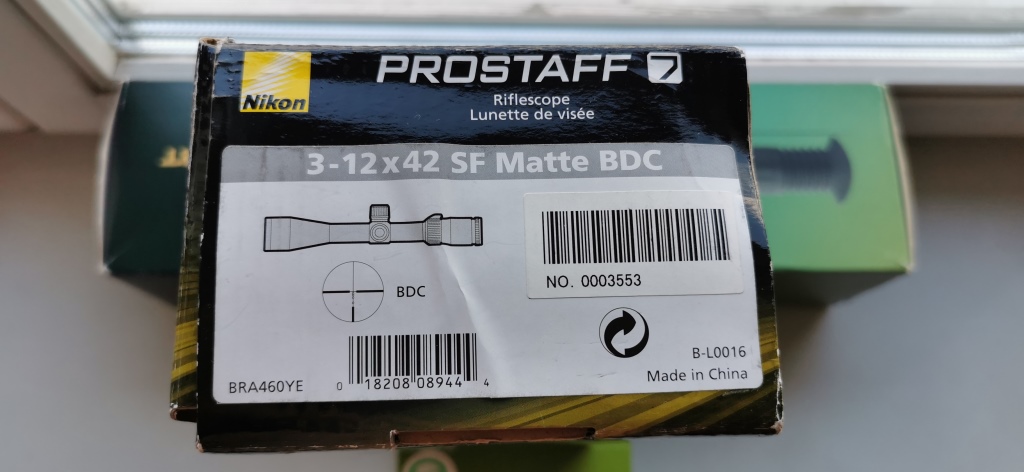 Nikon
PROSTAFF 7
Riflescope
Lunette de visée
3-12x42 SF Matte BDC
BDC
NO. 0003553
BRA460YE
0 18208 08944 4
B-L0016
Made in China